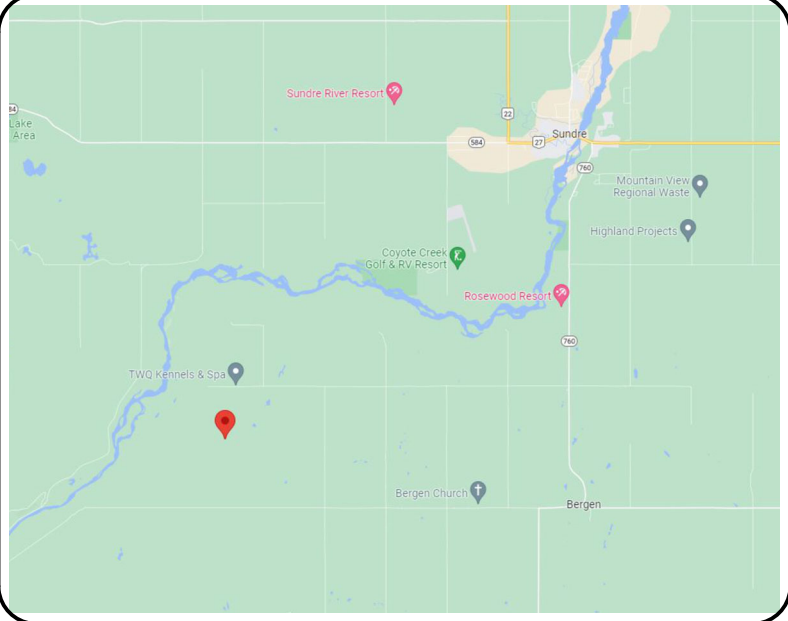 Sundre River Resort
22
84
Lake
Area
584
27
Sundre
760
Mountain View
Regional Waste
Highland Projects
Coyote Creek
Golf & RV Resort
Rosewood Resort
760
TWQ Kennels & Spa
Bergen Church
Bergen